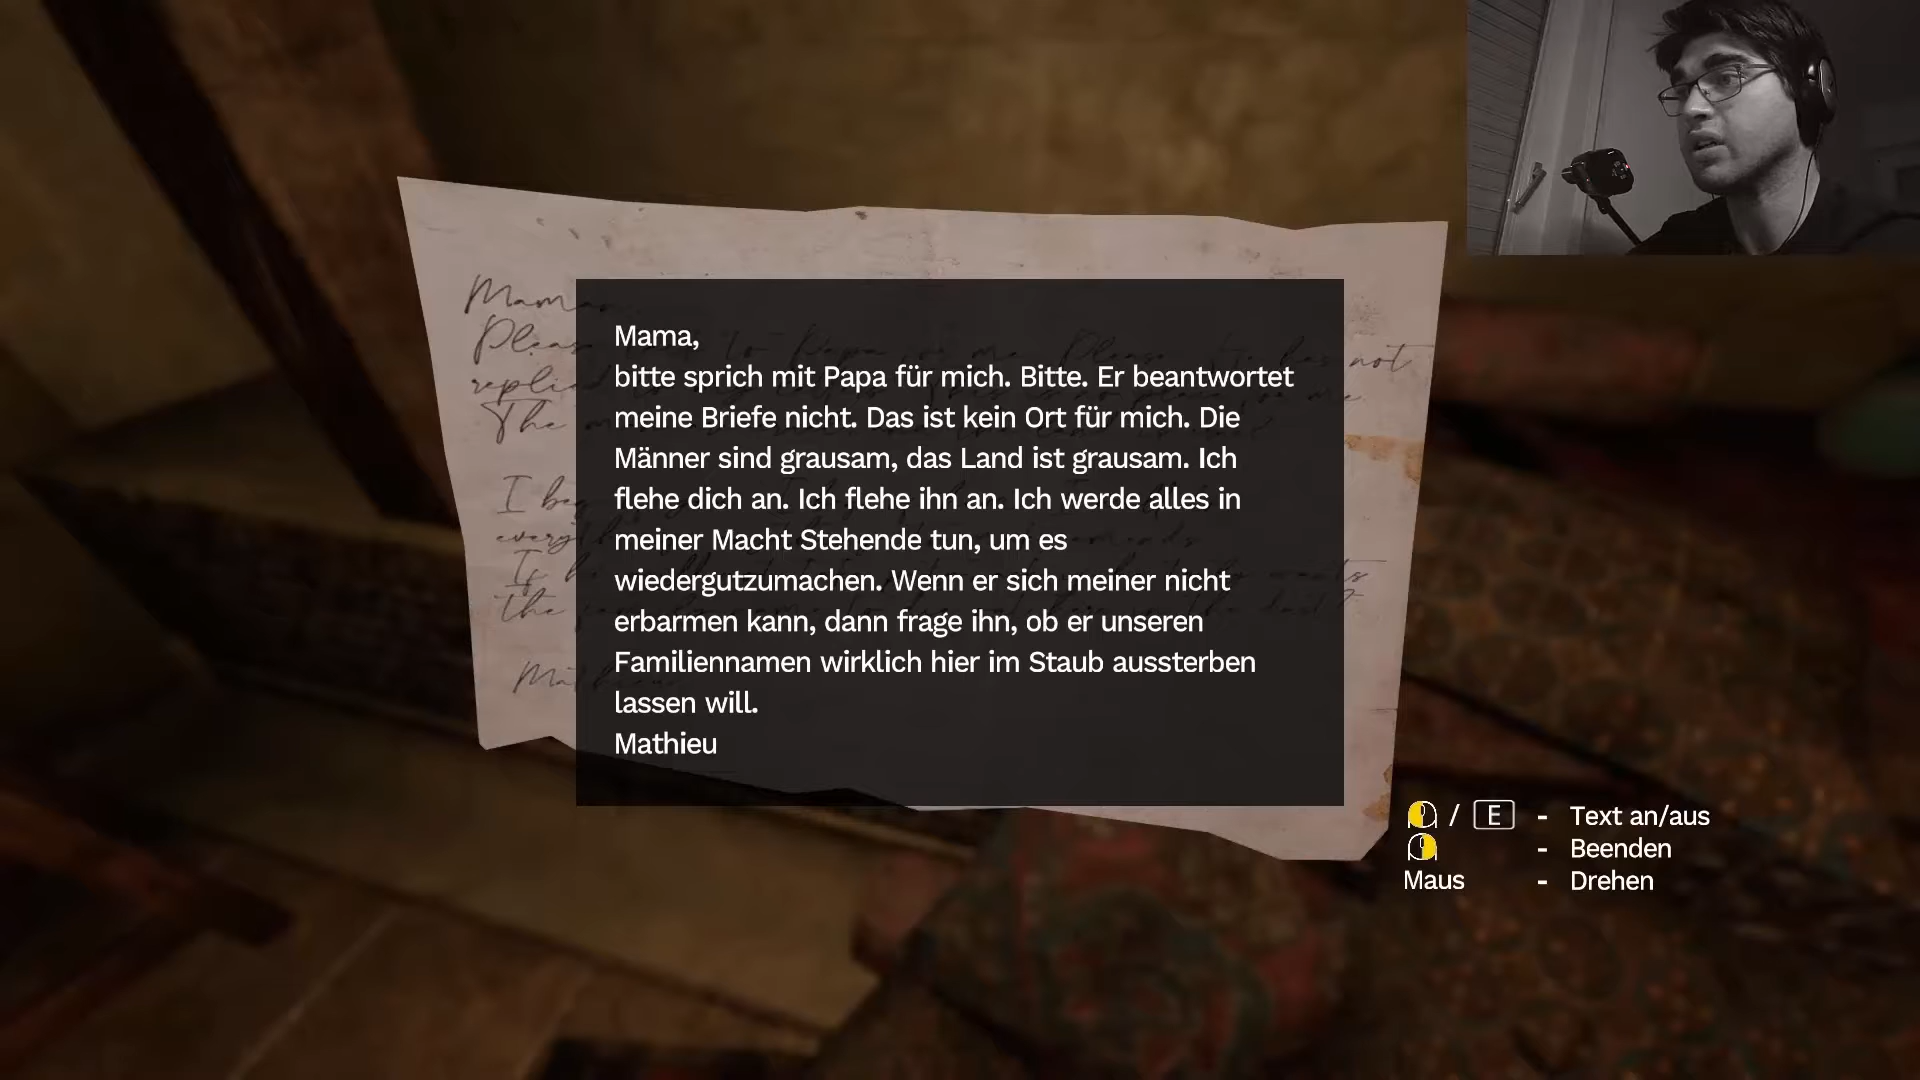 Mama,
bitte sprich mit Papa für mich. Bitte. Er beantwortet
meine Briefe nicht. Das ist kein Ort für mich. Die
Männer sind grausam, das Land ist grausam. Ich
flehe dich an. Ich flehe ihn an. Ich werde alles in
meiner Macht Stehende tun, um es
wiedergutzumachen. Wenn er sich meiner nicht
erbarmen kann, dann frage ihn, ob er unseren
Familiennamen wirklich hier im Staub aussterben
lassen will.
Mathieu
/ E - Text an/aus
- Beenden
Maus - Drehen